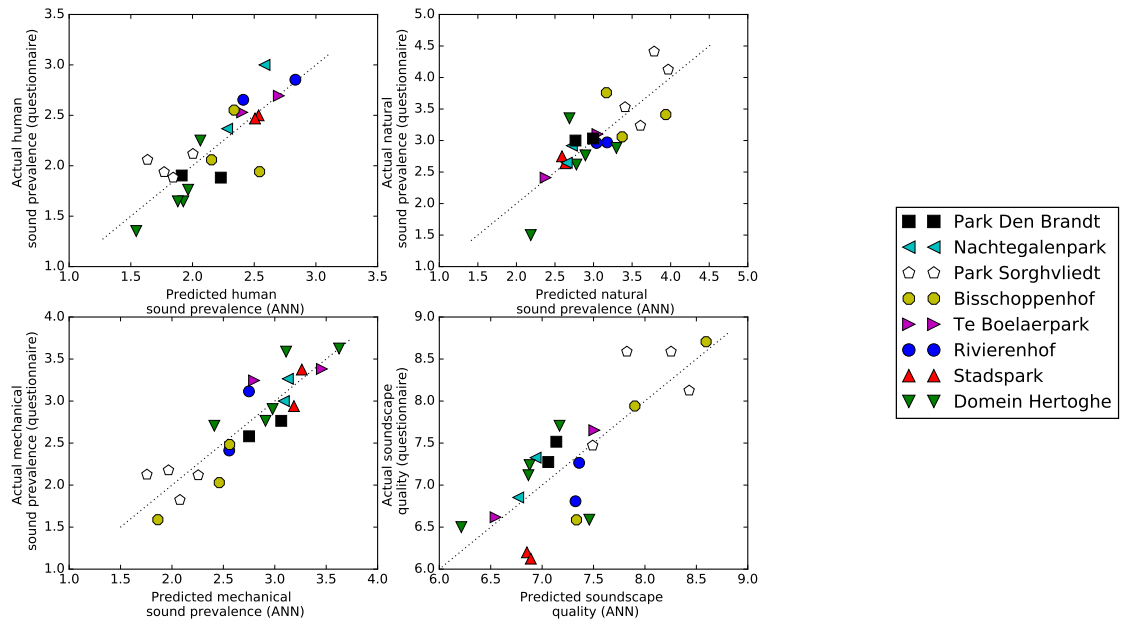 3.5
3.0
2.5
2.0
1.5
1.0
1.0 1.5 2.0 2.5 3.0 3.5
Actual human
sound prevalence (questionnaire)
Predicted human
sound prevalence (ANN)
5.0
4.5
4.0
3.5
3.0
2.5
2.0
1.5
1.0
1.0 1.5 2.0 2.5 3.0 3.5 4.0 4.5 5.0
Actual natural
sound prevalence (questionnaire)
Predicted natural
sound prevalence (ANN)
4.0
3.5
3.0
2.5
2.0
1.5
1.0
1.0 1.5 2.0 2.5 3.0 3.5 4.0
Actual mechanical
sound prevalence (questionnaire)
Predicted mechanical
sound prevalence (ANN)
9.0
8.5
8.0
7.5
7.0
6.5
6.0
6.0 6.5 7.0 7.5 8.0 8.5 9.0
Actual soundscape
quality (questionnaire)
Predicted soundscape
quality (ANN)
Park Den Brandt
Nachtegalenpark
Park Sorghvliedt
Bisschoppenhof
Te Boelaerpark
Rivierenhof
Stadspark
Domein Hertoghe